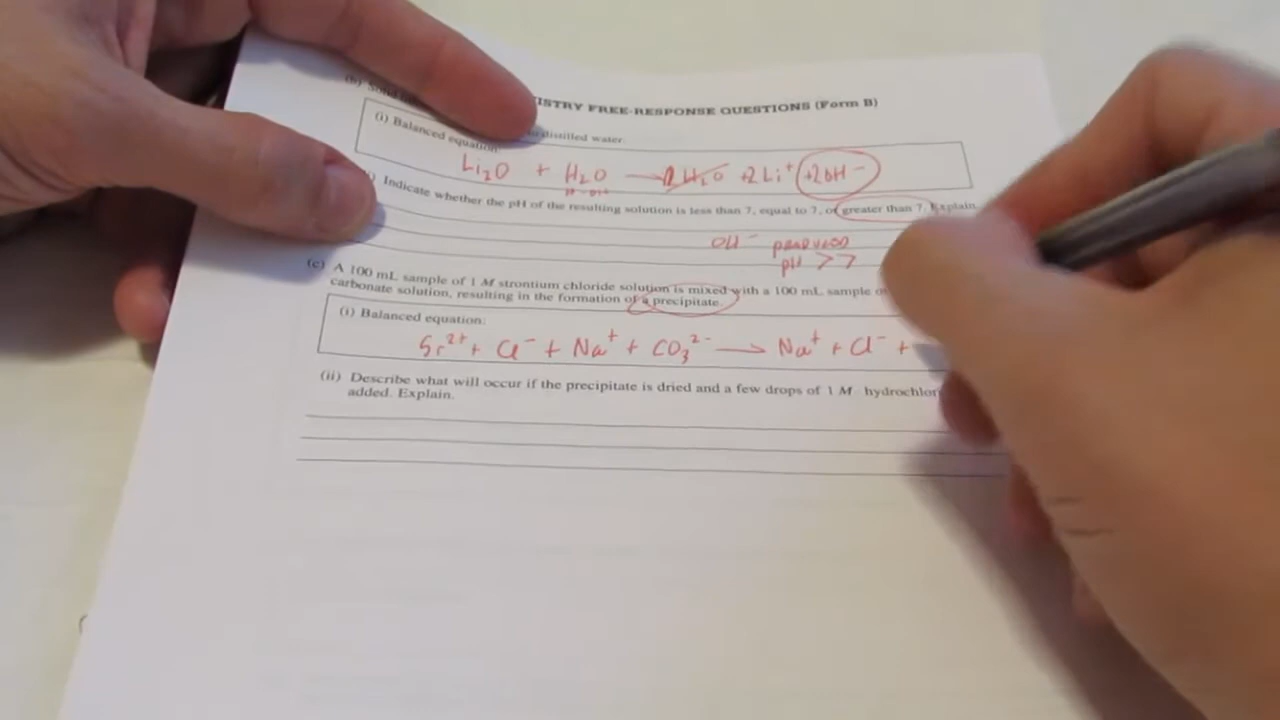 ISTRY FREE-RESPONSE QUESTIONS (Form B)
(b) Solid
distilled water.
(i) Balanced equation:
Li₂O + H₂O → 2 H₂O + 2Li⁺ + 2OH⁻
H-OH
Indicate whether the pH of the resulting solution is less than 7, equal to 7, or greater than 7. Explain.
OH⁻ produced
pH > 7
(c) A 100 mL sample of 1 M strontium chloride solution is mixed with a 100 mL sample
carbonate solution, resulting in the formation of a precipitate.
(i) Balanced equation:
Sr²⁺ + Cl⁻ + Na⁺ + CO₃²⁻ → Na⁺ + Cl⁻ +
(ii) Describe what will occur if the precipitate is dried and a few drops of 1 M hydrochlor
added. Explain.